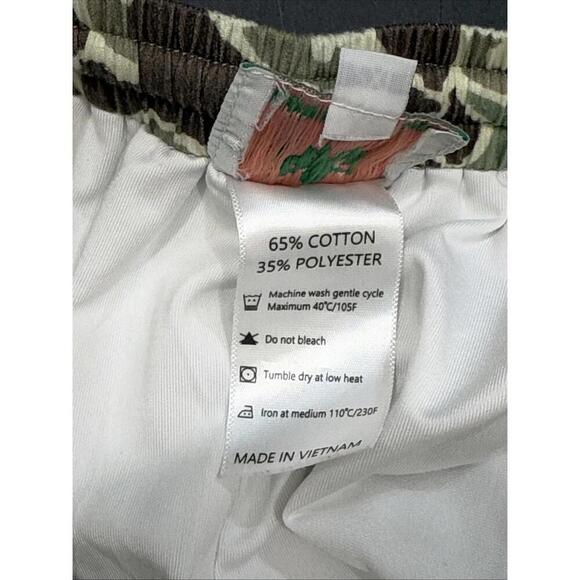 65% COTTON
35% POLYESTER
Machine wash gentle cycle
Maximum 40℃/105F
Do not bleach
Tumble dry at low heat
Iron at medium 110℃/230F
MADE IN VIETNAM